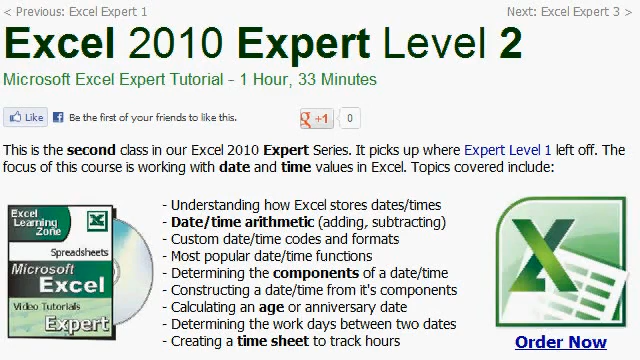 < Previous: Excel Expert 1
Next: Excel Expert 3 >
Excel 2010 Expert Level 2
Microsoft Excel Expert Tutorial - 1 Hour, 33 Minutes
Like
Be the first of your friends to like this.
g +1
0
This is the second class in our Excel 2010 Expert Series. It picks up where Expert Level 1 left off. The
focus of this course is working with date and time values in Excel. Topics covered include:
Excel
Learning
Zone
Spreadsheets
Microsoft
Excel
Video Tutorials
Expert
- Understanding how Excel stores dates/times
- Date/time arithmetic (adding, subtracting)
- Custom date/time codes and formats
- Most popular date/time functions
- Determining the components of a date/time
- Constructing a date/time from it's components
- Calculating an age or anniversary date
- Determining the work days between two dates
- Creating a time sheet to track hours
Order Now